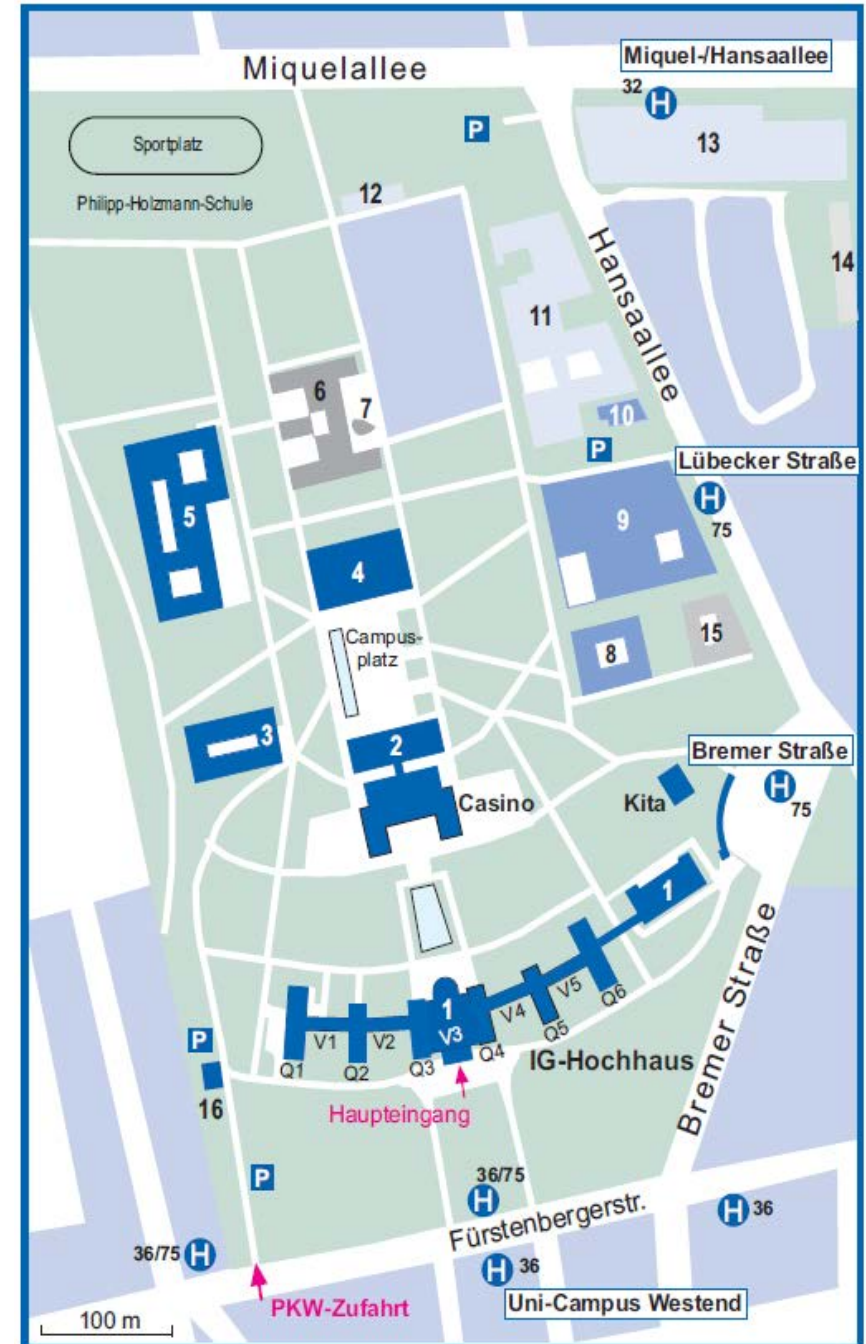 Miquelallee
Miquel-/Hansaallee
32
H
P
13
Sportplatz
Philipp-Holzmann-Schule
12
14
Hansaallee
11
6
7
10
P
Lübecker Straße
H
75
5
9
4
Campus-
platz
8
15
3
2
Bremer Straße
H
75
Casino
Kita
1
Bremer Straße
1
V3
V4
V5
Q6
V1
V2
Q5
Q1
Q2
Q3
Q4
IG-Hochhaus
P
16
Haupteingang
P
36/75
H
Fürstenbergerstr.
H 36
36/75 H
H 36
PKW-Zufahrt
Uni-Campus Westend
100 m